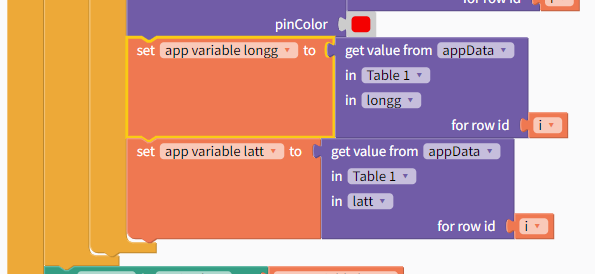 for row id i
pinColor
set app variable longg to get value from appData
in Table 1
in longg
for row id i
set app variable latt to get value from appData
in Table 1
in latt
for row id i